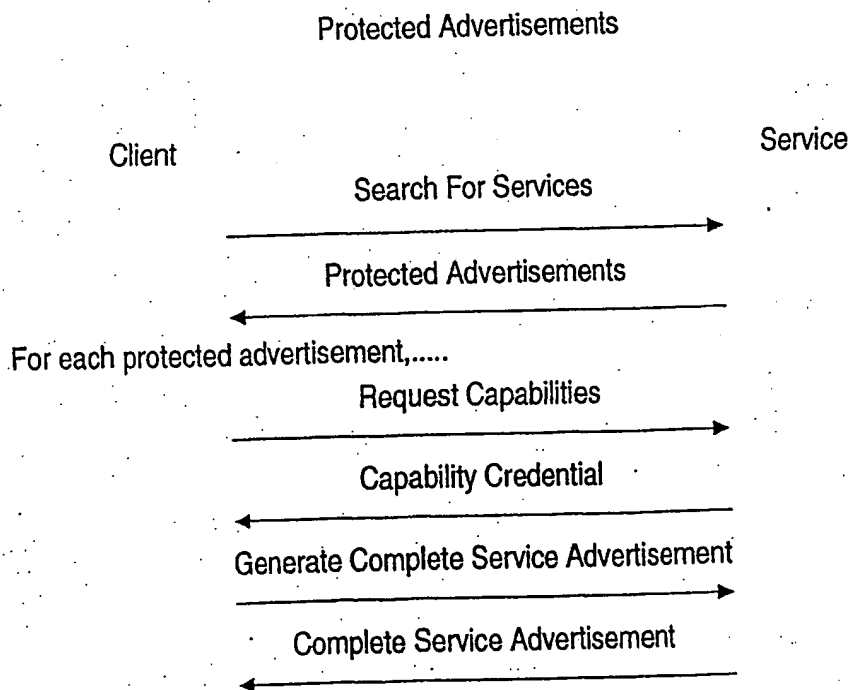 Protected Advertisements
Client
Service
Search For Services
Protected Advertisements
For each protected advertisement,.....
Request Capabilities
Capability Credential
Generate Complete Service Advertisement
Complete Service Advertisement